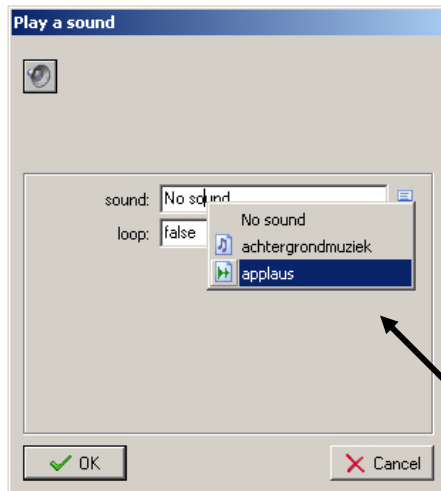 Play a sound
sound: No sound
No sound
loop: false
achtergrondmuziek
applaus
OK Cancel